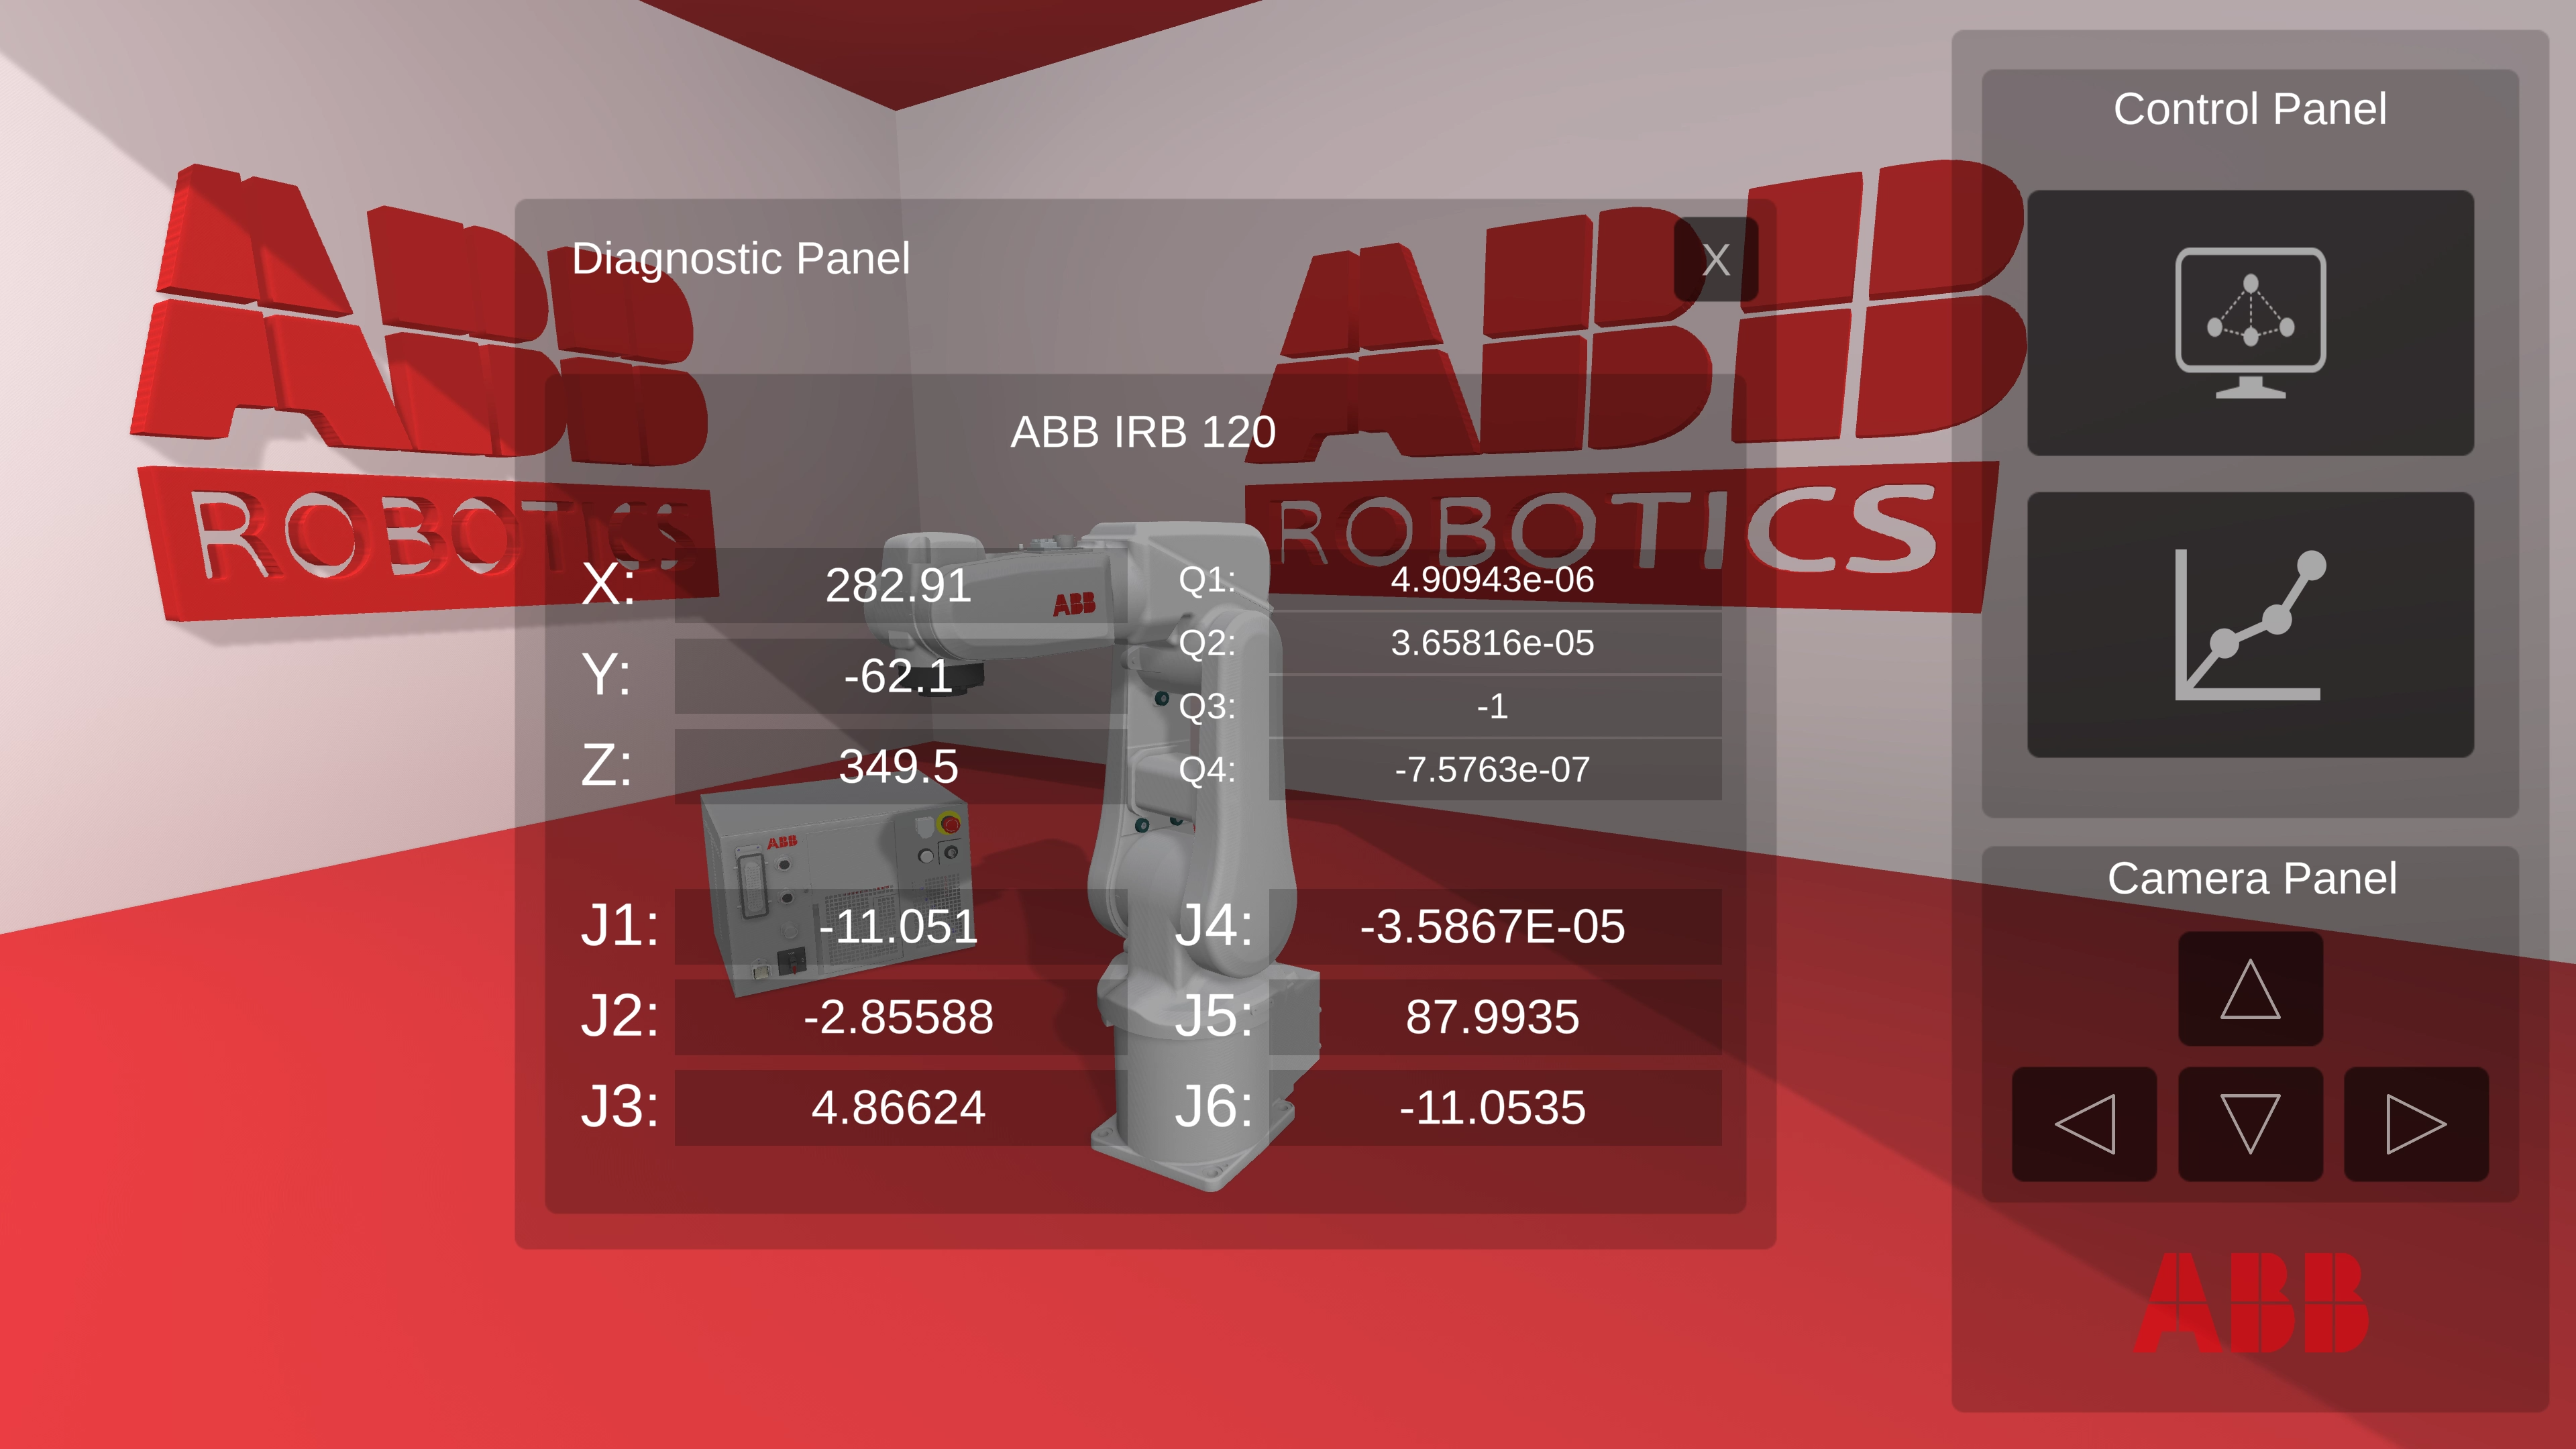 Control Panel
ABB
ROBOTICS
ABB
ROBOTICS
Diagnostic Panel
X
ABB IRB 120
X: 282.91
Q1: 4.90943e-06
Y: -62.1
Q2: 3.65816e-05
Q3: -1
Z: 349.5
Q4: -7.5763e-07
ABB
ABB
J1: -11.051
J4: -3.5867E-05
J2: -2.85588
J5: 87.9935
J3: 4.86624
J6: -11.0535
Camera Panel
ABB